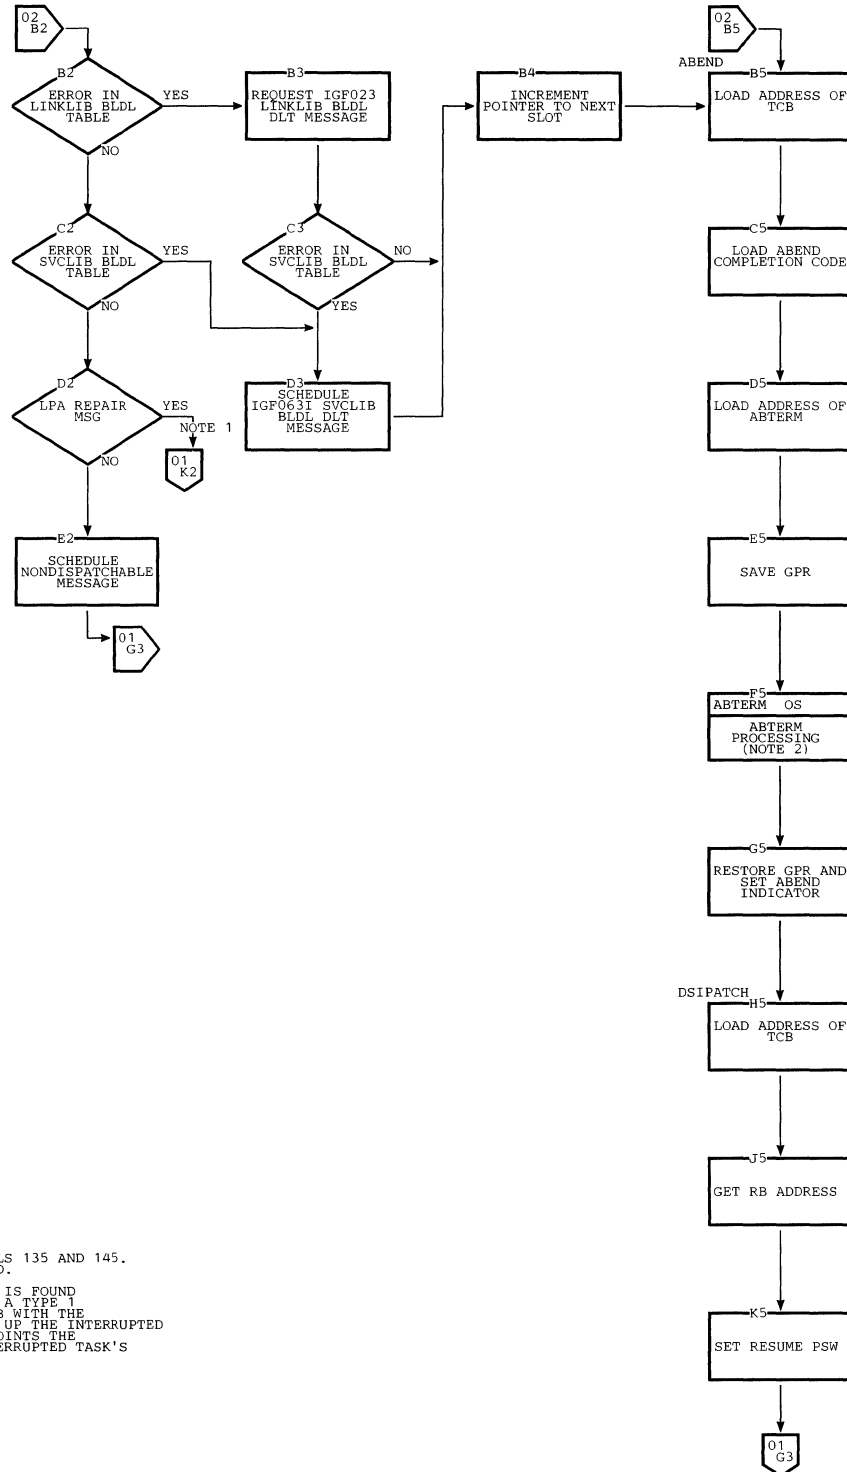 02
B2
B2
ERROR IN
LINKLIB BLDL
TABLE
YES
NO
B3
REQUEST IGF023
LINKLIB BLDL
DLT MESSAGE
B4
INCREMENT
POINTER TO NEXT
SLOT
02
B5
ABEND
B5
LOAD ADDRESS OF
TCB
C2
ERROR IN
SVCLIB BLDL
TABLE
YES
NO
C3
ERROR IN
SVCLIB BLDL
TABLE
NO
YES
C5
LOAD ABEND
COMPLETION CODE
D2
LPA REPAIR
MSG
YES
NOTE 1
NO
01
K2
D3
SCHEDULE
IGF063I SVCLIB
BLDL DLT
MESSAGE
D5
LOAD ADDRESS OF
ABTERM
E2
SCHEDULE
NONDISPATCHABLE
MESSAGE
01
G3
E5
SAVE GPR
F5
ABTERM OS
ABTERM
PROCESSING
(NOTE 2)
G5
RESTORE GPR AND
SET ABEND
INDICATOR
DSIPATCH
H5
LOAD ADDRESS OF
TCB
J5
GET RB ADDRESS
K5
SET RESUME PSW
01
G3
LS 135 AND 145.
D.
IS FOUND
A TYPE 1
B WITH THE
UP THE INTERRUPTED
OINTS THE
ERRUPTED TASK'S